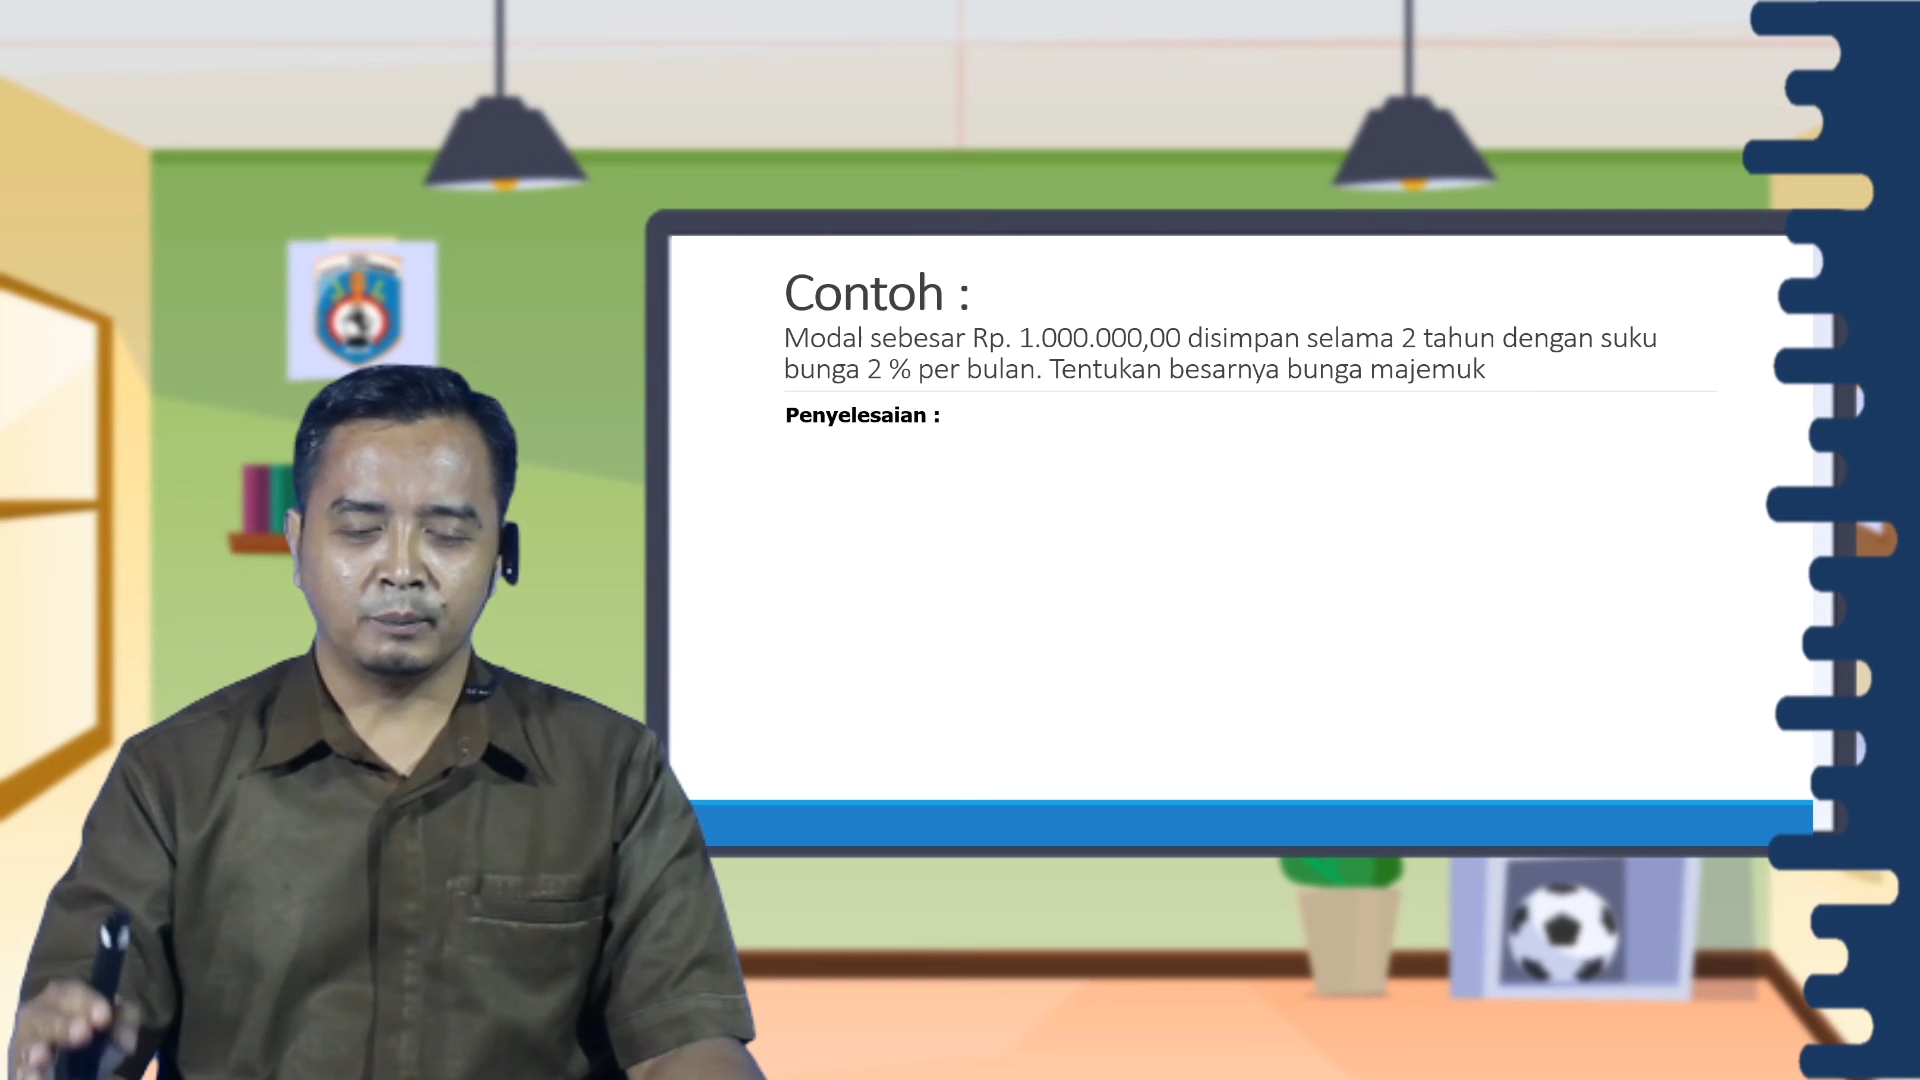 Contoh :
Modal sebesar Rp. 1.000.000,00 disimpan selama 2 tahun dengan suku
bunga 2 % per bulan. Tentukan besarnya bunga majemuk
Penyelesaian :